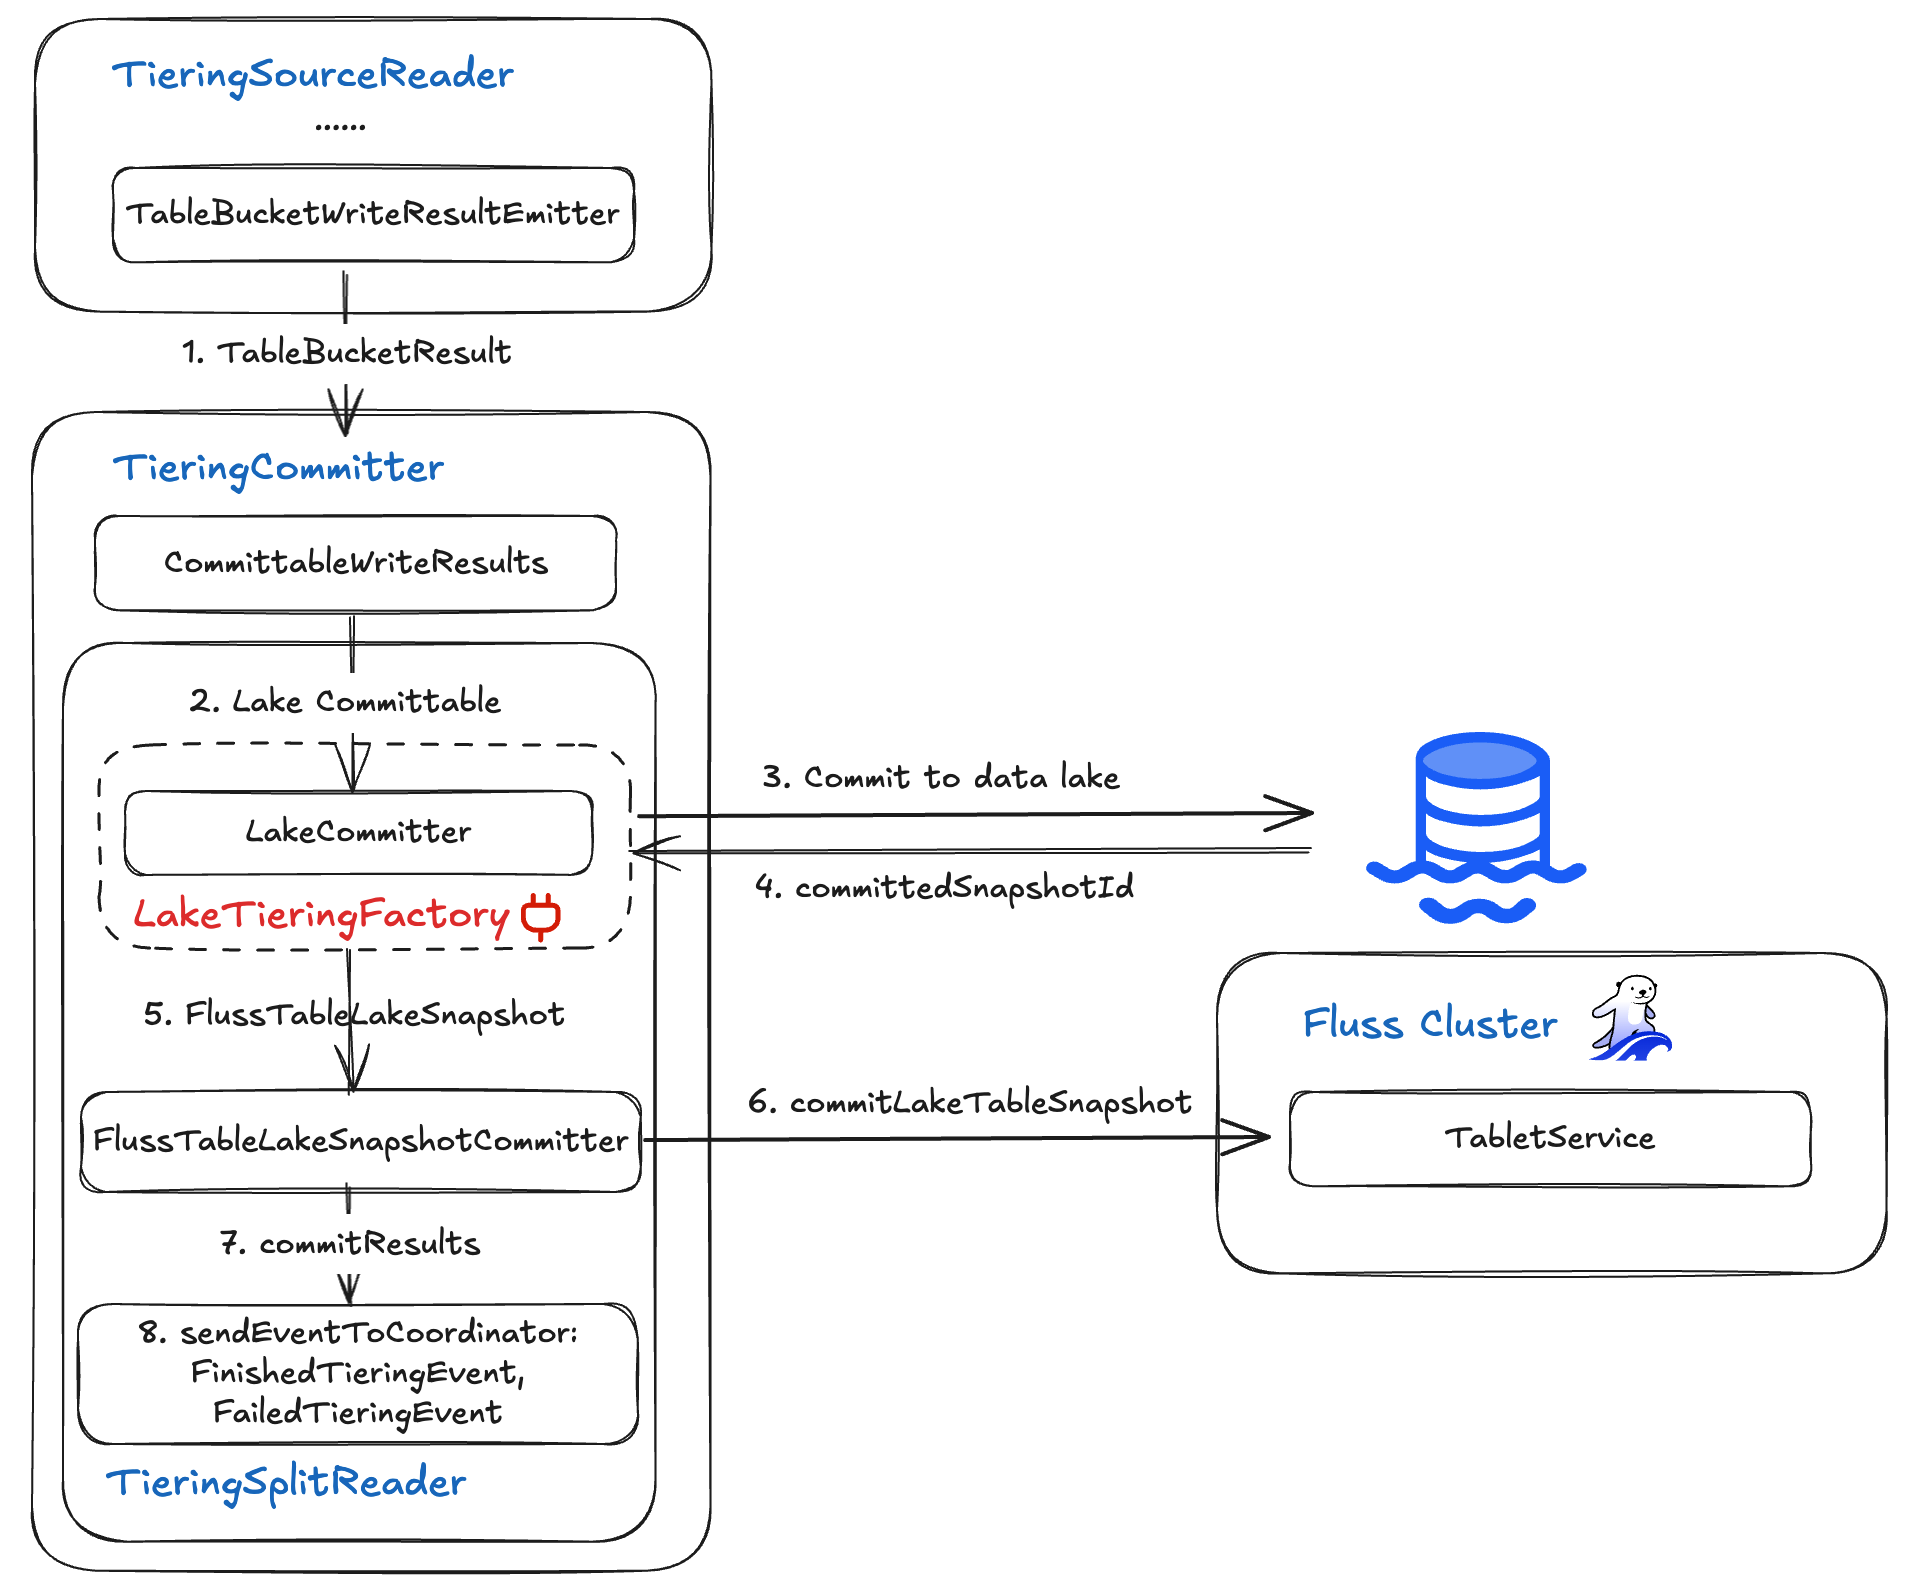 TieringSourceReader
......
TableBucketWriteResultEmitter
1. TableBucketResult
TieringCommitter
CommittableWriteResults
2. Lake Committable
LakeCommitter
LakeTieringFactory
3. Commit to data lake
4. committedSnapshotId
5. FlussTableLakeSnapshot
Fluss Cluster
FlussTableLakeSnapshotCommitter
6. commitLakeTableSnapshot
TabletService
7. commitResults
8. sendEventToCoordinator:
FinishedTieringEvent,
FailedTieringEvent
TieringSplitReader